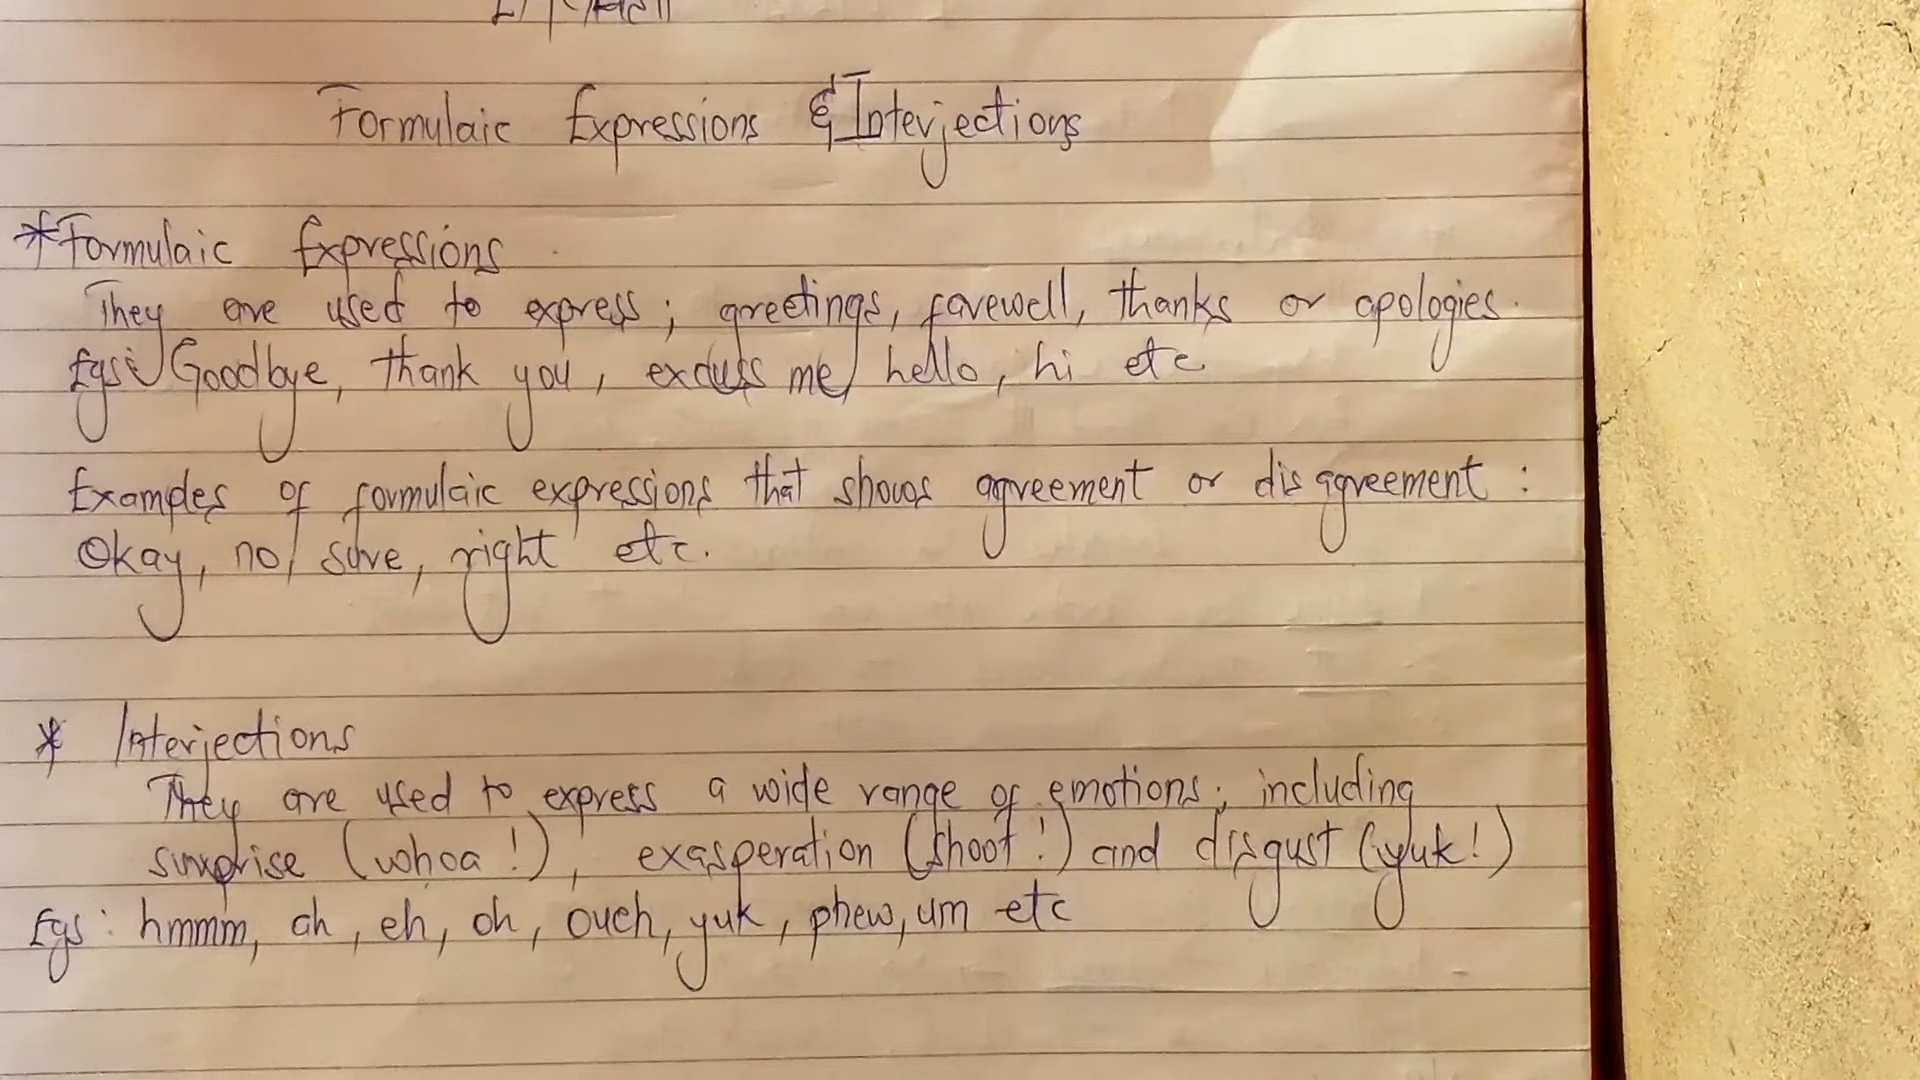 Formulaic Expressions & Interjections
*Formulaic Expressions
They are used to express; greetings, farewell, thanks or apologies.
Egs: Goodbye, thank you, excuss me, hello, hi etc
Examples of formulaic expressions that shows agreement or disagreement :
Okay, no, sure, right etc.
* Interjections
They are used to express a wide range of emotions; including
surprise (whoa!), exasperation (shoot!) and disgust (yuk!)
Egs: hmmm, ah, eh, oh, ouch, yuk, phew, um etc